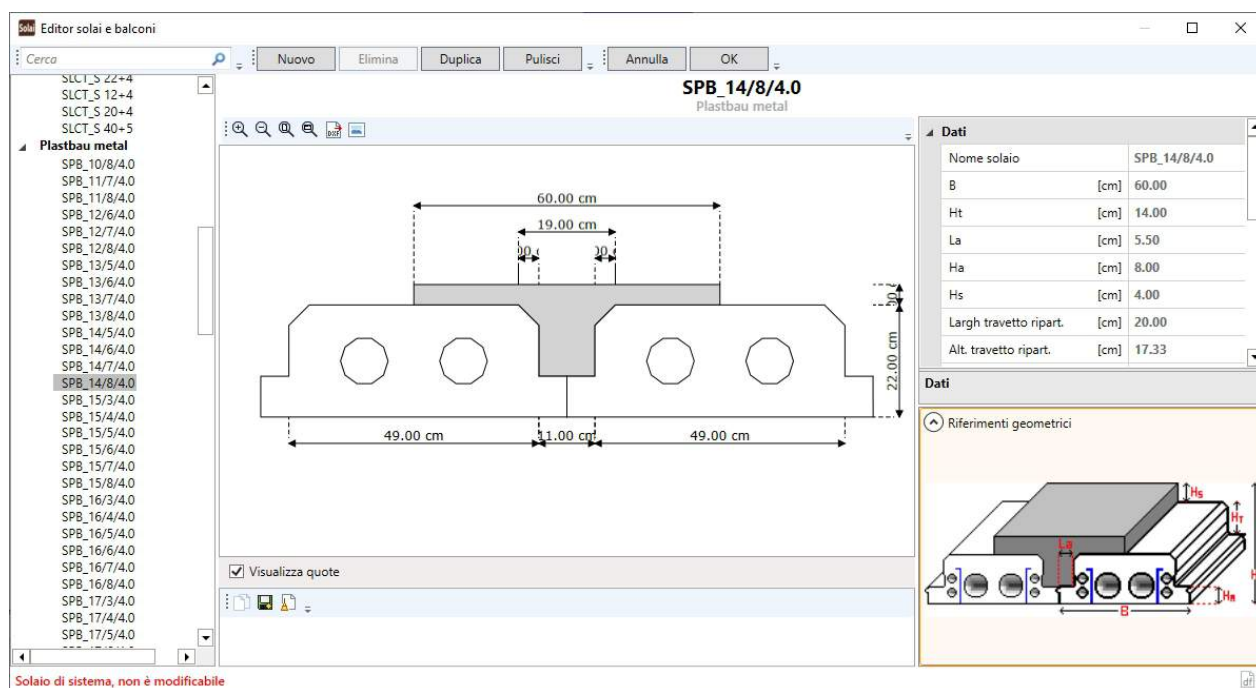 Solai Editor solai e balconi
Cerca
Nuovo Elimina Duplica Pulisci Annulla OK
SLCT_S 22+4
SLCT_S 12+4
SLCT_S 20+4
SLCT_S 40+5
Plastbau metal
SPB_10/8/4.0
SPB_11/7/4.0
SPB_11/8/4.0
SPB_12/6/4.0
SPB_12/7/4.0
SPB_12/8/4.0
SPB_13/5/4.0
SPB_13/6/4.0
SPB_13/7/4.0
SPB_13/8/4.0
SPB_14/5/4.0
SPB_14/6/4.0
SPB_14/7/4.0
SPB_14/8/4.0
SPB_15/3/4.0
SPB_15/4/4.0
SPB_15/5/4.0
SPB_15/6/4.0
SPB_15/7/4.0
SPB_15/8/4.0
SPB_16/3/4.0
SPB_16/4/4.0
SPB_16/5/4.0
SPB_16/6/4.0
SPB_16/7/4.0
SPB_16/8/4.0
SPB_17/3/4.0
SPB_17/4/4.0
SPB_17/5/4.0
SPB_14/8/4.0
Plastbau metal
60.00 cm
19.00 cm
22.00 cm
49.00 cm 11.00 cm 49.00 cm
Visualizza quote
Dati
Nome solaio SPB_14/8/4.0
B [cm] 60.00
Ht [cm] 14.00
La [cm] 5.50
Ha [cm] 8.00
Hs [cm] 4.00
Largh travetto ripart. [cm] 20.00
Alt. travetto ripart. [cm] 17.33
Dati
Riferimenti geometrici
Hs
HT
La
H
Ha
B
Solaio di sistema, non è modificabile